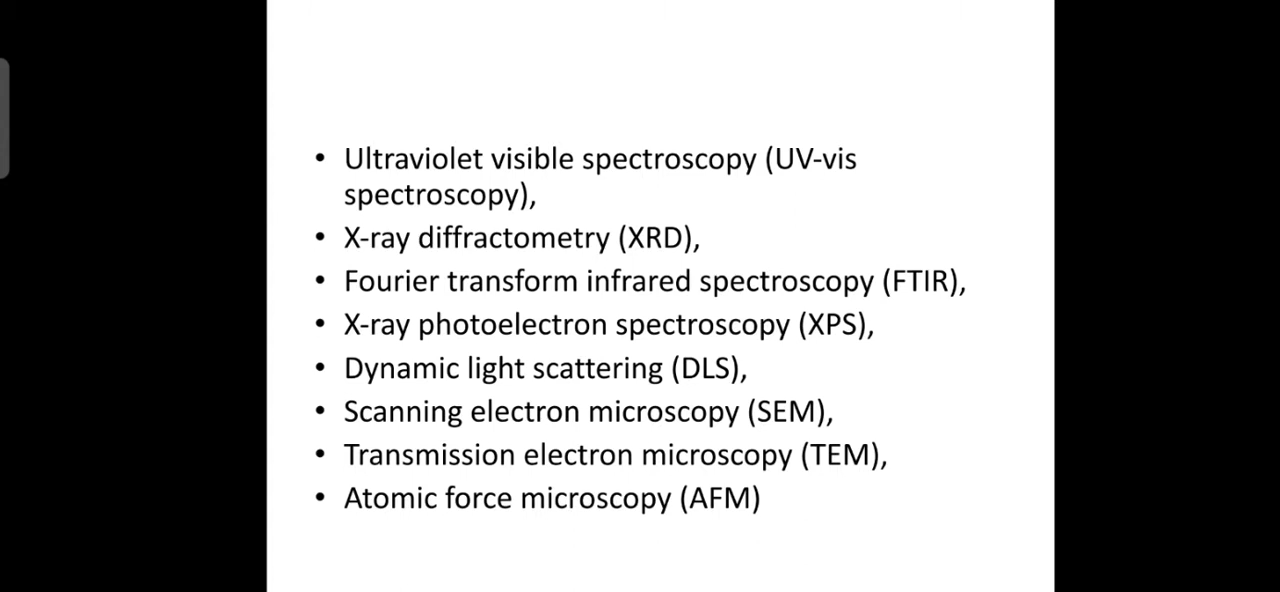 • Ultraviolet visible spectroscopy (UV-vis
spectroscopy),
• X-ray diffractometry (XRD),
• Fourier transform infrared spectroscopy (FTIR),
• X-ray photoelectron spectroscopy (XPS),
• Dynamic light scattering (DLS),
• Scanning electron microscopy (SEM),
• Transmission electron microscopy (TEM),
• Atomic force microscopy (AFM)